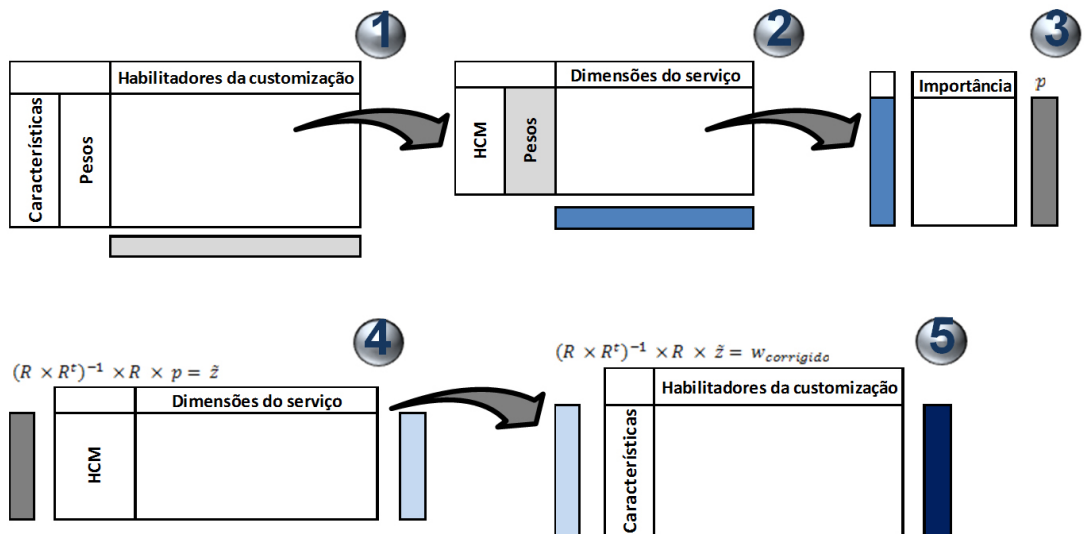 1
2
3
Habilitadores da customização
Características
Pesos
Dimensões do serviço
HCM
Pesos
Importância
p
4
5
(R × Rᵗ)⁻¹ × R × p = z̃
Dimensões do serviço
HCM
(R × Rᵗ)⁻¹ × R × z̃ = w_corrigido
Habilitadores da customização
Características